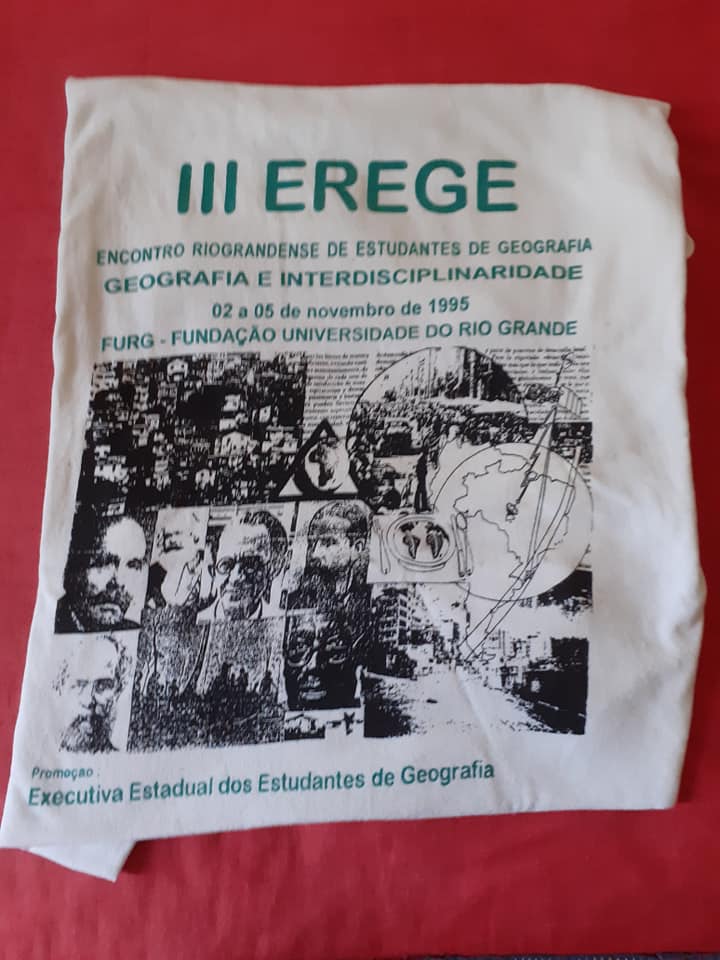 III EREGE
ENCONTRO RIOGRANDENSE DE ESTUDANTES DE GEOGRAFIA
GEOGRAFIA E INTERDISCIPLINARIDADE
02 a 05 de novembro de 1995
FURG - FUNDAÇÃO UNIVERSIDADE DO RIO GRANDE
Promoção :
Executiva Estadual dos Estudantes de Geografia